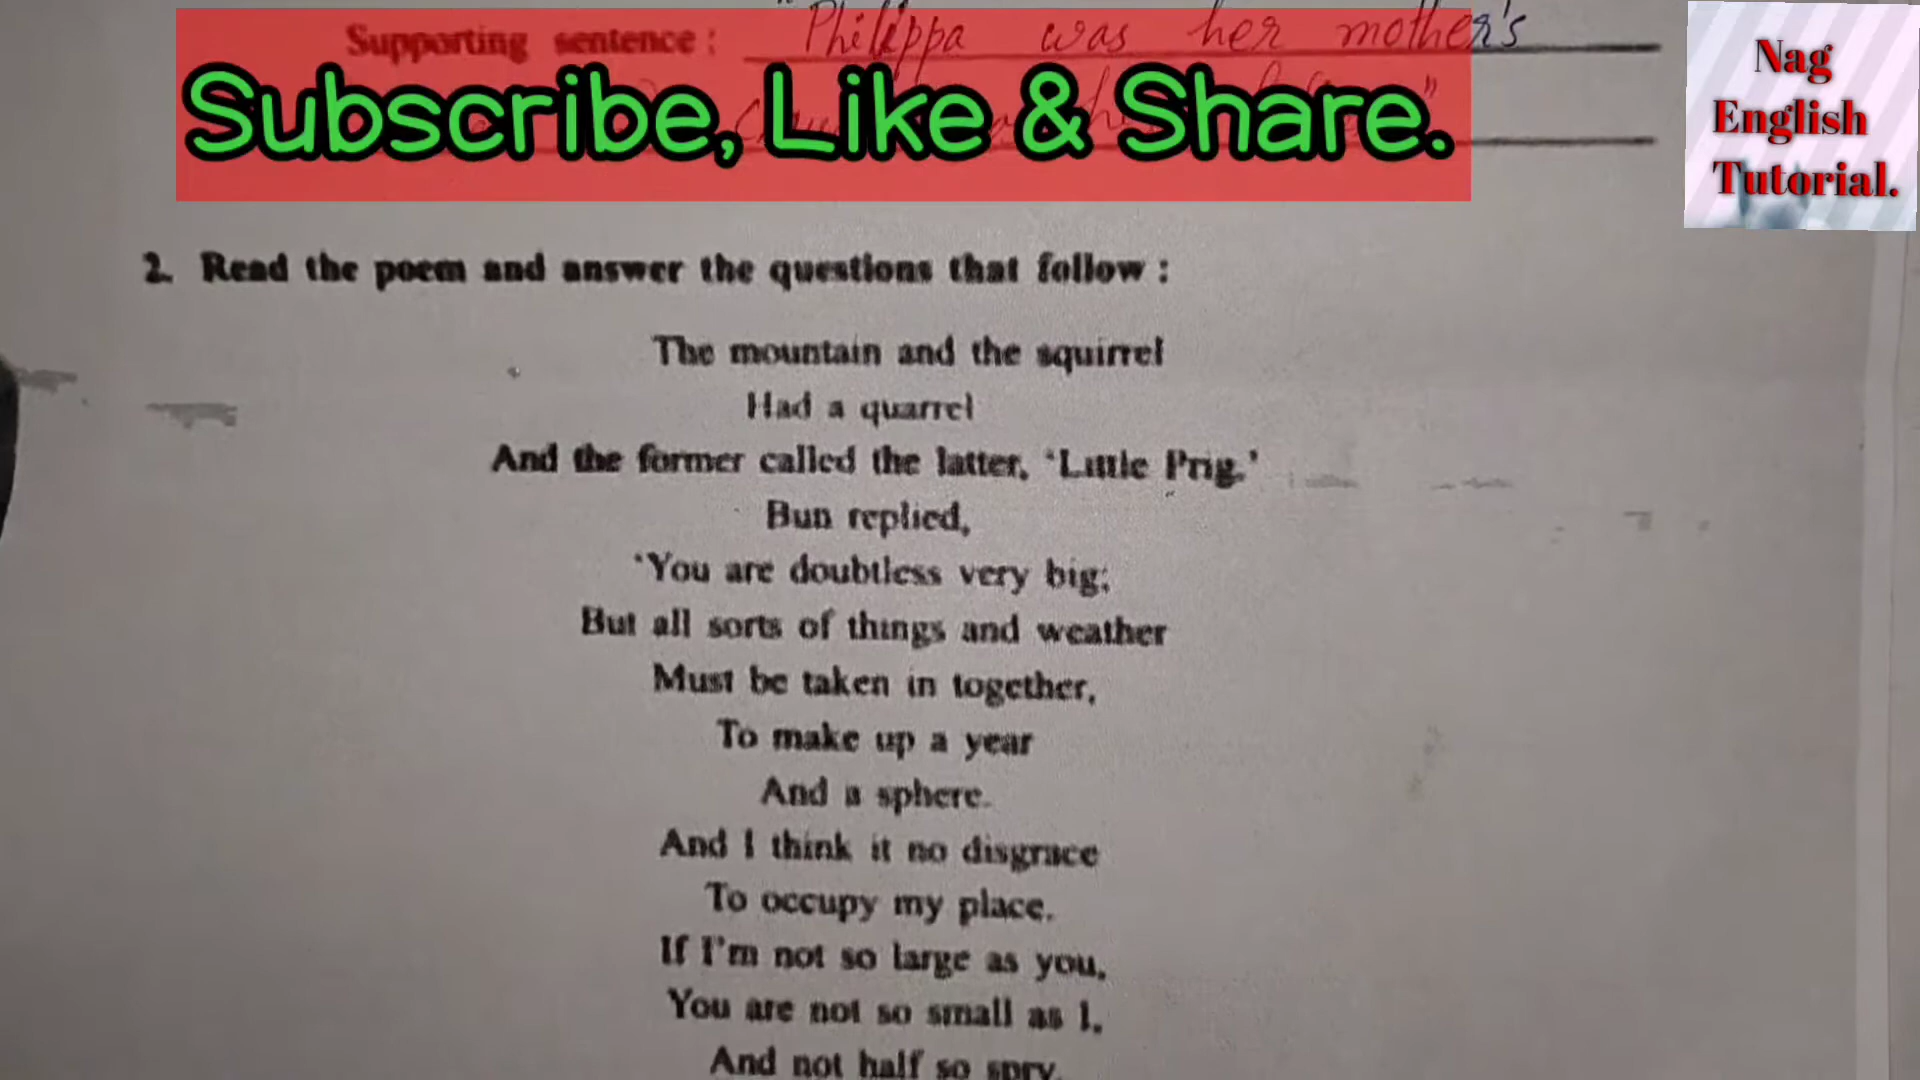 Supporting sentence : "Philippa was her mother's
Subscribe, Like & Share.
Nag
English
Tutorial.
2. Read the poem and answer the questions that follow :
The mountain and the squirrel
Had a quarrel
And the former called the latter, 'Little Prig.'
Bun replied,
'You are doubtless very big;
But all sorts of things and weather
Must be taken in together,
To make up a year
And a sphere.
And I think it no disgrace
To occupy my place.
If I'm not so large as you,
You are not so small as I,
And not half so spry.